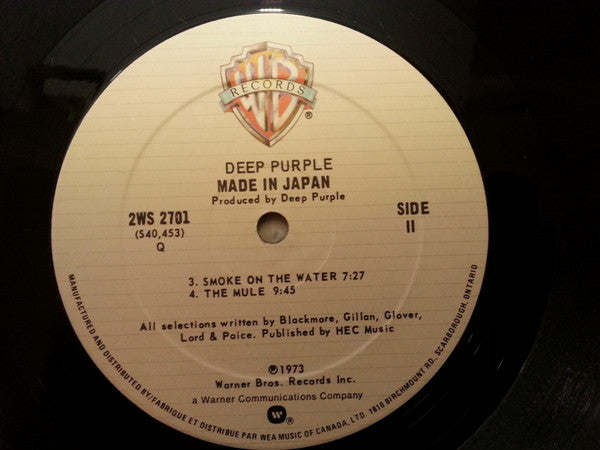 WB
RECORDS
®
DEEP PURPLE
MADE IN JAPAN
Produced by Deep Purple
2WS 2701
(S40,453)
Q
SIDE
II
3. SMOKE ON THE WATER 7:27
4. THE MULE 9:45
All selections written by Blackmore, Gillan, Glover,
Lord & Paice. Published by HEC Music
℗1973
Warner Bros. Records Inc.
a Warner Communications Company
W
®
MANUFACTURED AND DISTRIBUTED BY/FABRIQUE ET DISTRIBUE PAR WEA MUSIC OF CANADA, LTD. 1810 BIRCHMOUNT RD. SCARBOROUGH, ONTARIO